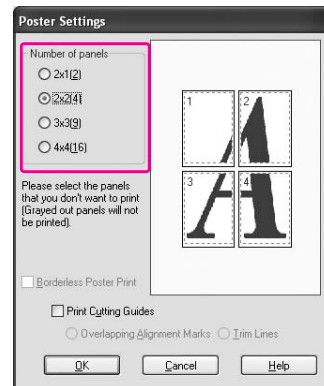 Poster Settings
Number of panels
2x1(2)
2x2(4)
3x3(9)
4x4(16)
1 2
3 4
Please select the panels
that you don't want to print
(Grayed out panels will not
be printed).
Borderless Poster Print
Print Cutting Guides
Overlapping Alignment Marks Trim Lines
OK Cancel Help